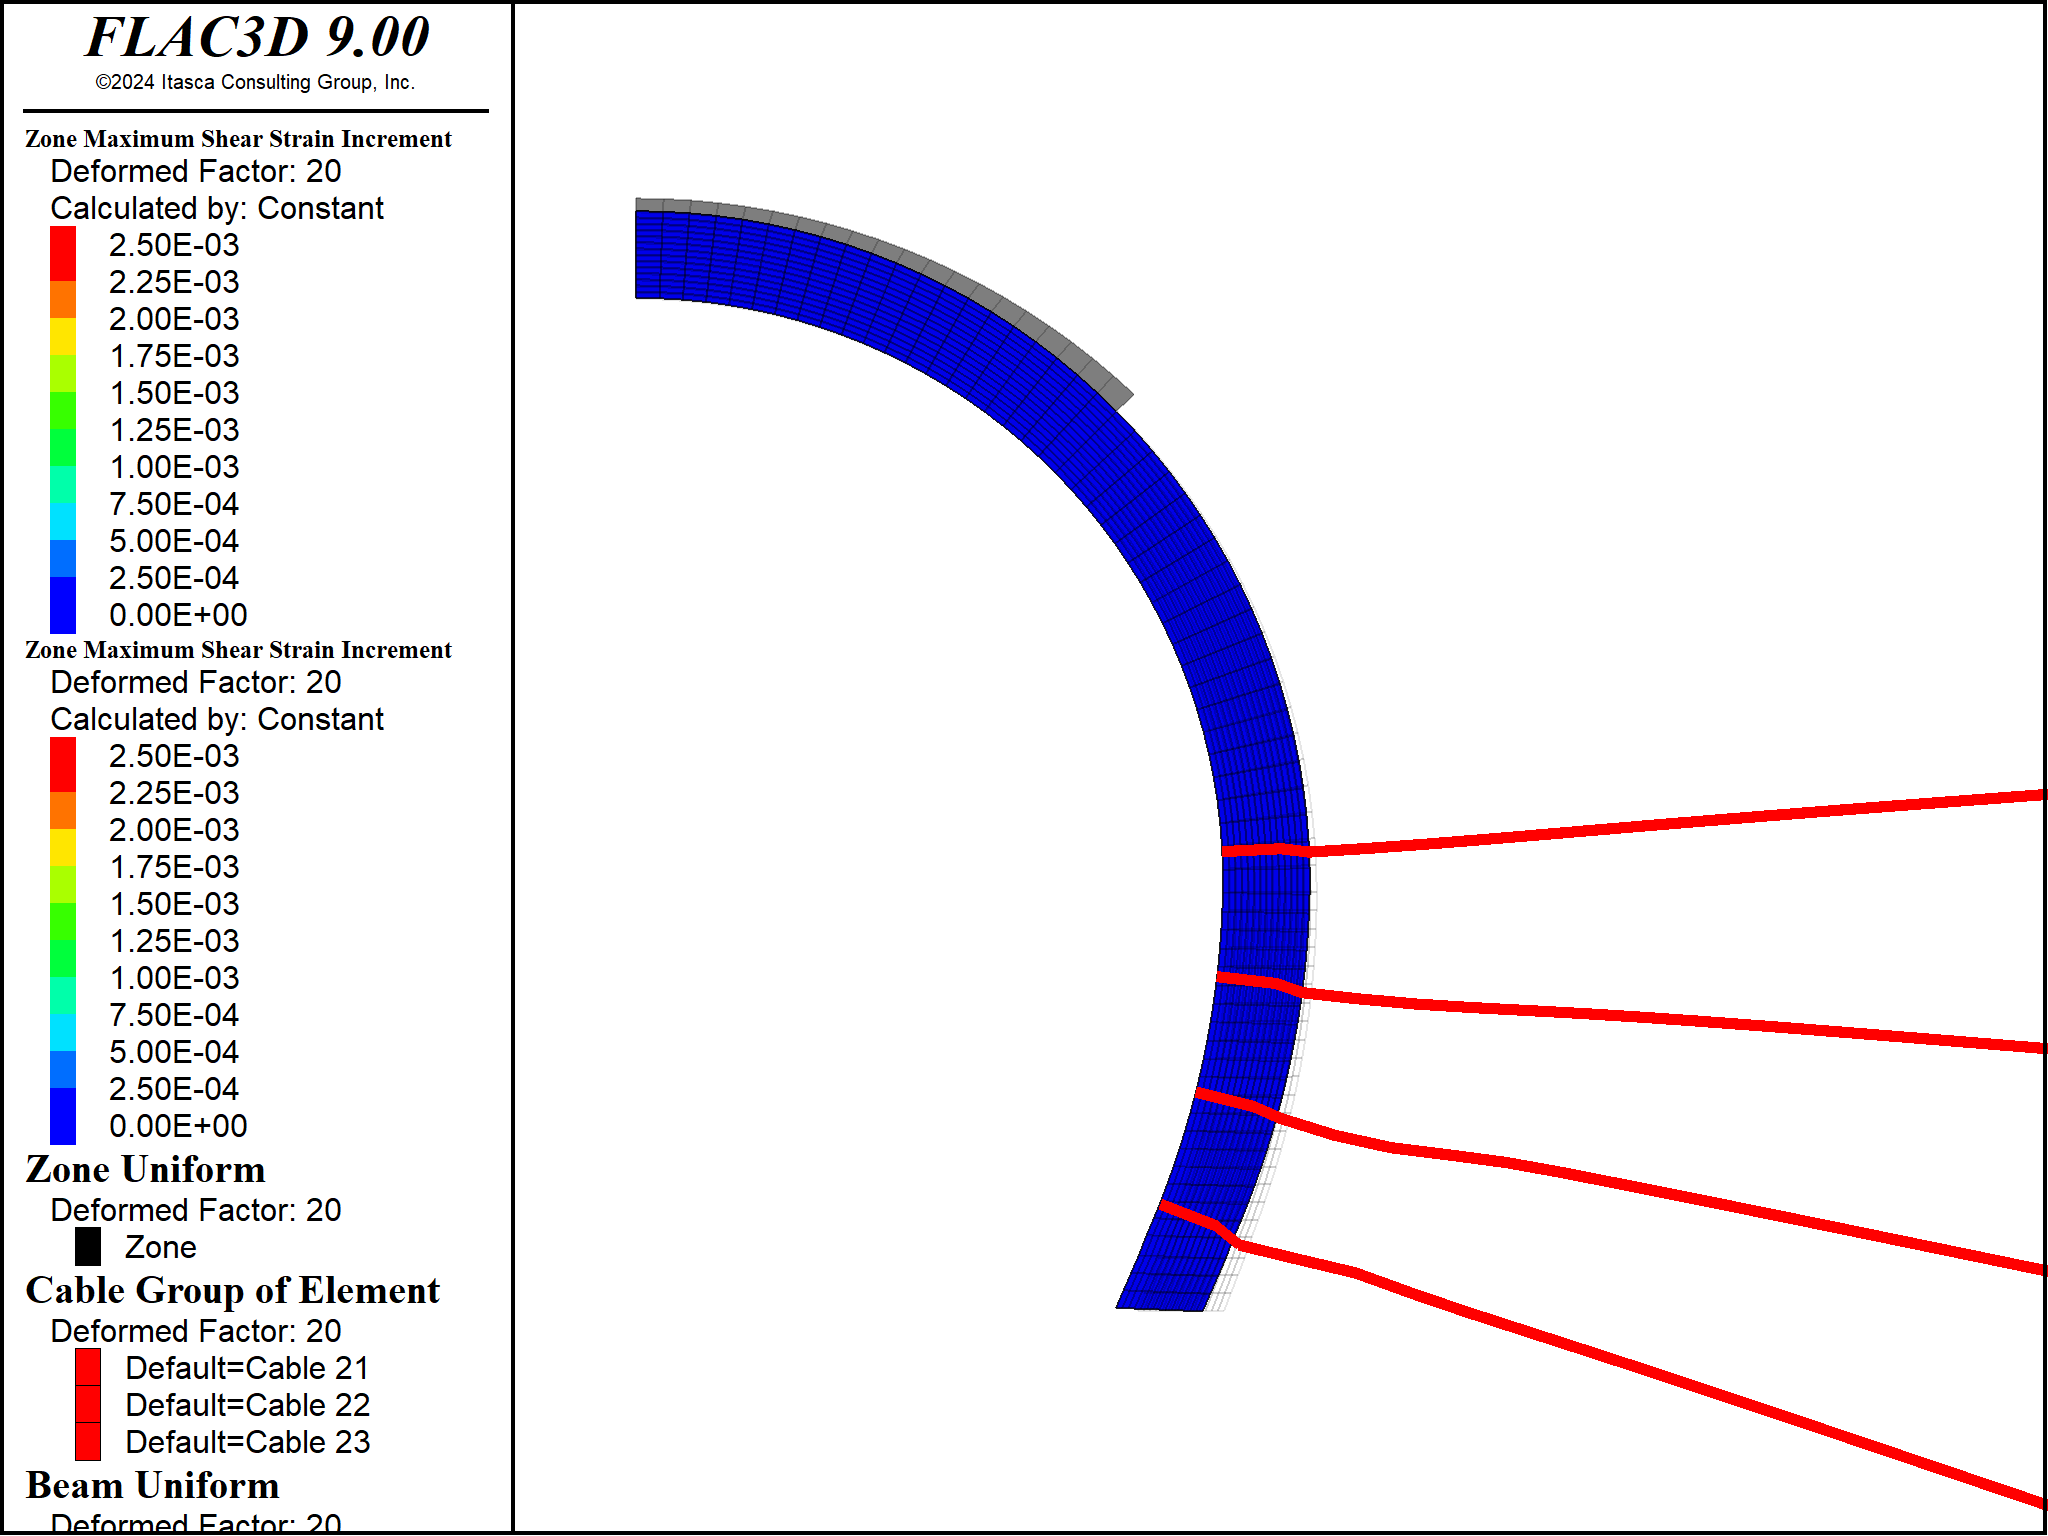 FLAC3D 9.00
©2024 Itasca Consulting Group, Inc.
Zone Maximum Shear Strain Increment
Deformed Factor: 20
Calculated by: Constant
2.50E-03
2.25E-03
2.00E-03
1.75E-03
1.50E-03
1.25E-03
1.00E-03
7.50E-04
5.00E-04
2.50E-04
0.00E+00
Zone Maximum Shear Strain Increment
Deformed Factor: 20
Calculated by: Constant
2.50E-03
2.25E-03
2.00E-03
1.75E-03
1.50E-03
1.25E-03
1.00E-03
7.50E-04
5.00E-04
2.50E-04
0.00E+00
Zone Uniform
Deformed Factor: 20
Zone
Cable Group of Element
Deformed Factor: 20
Default=Cable 21
Default=Cable 22
Default=Cable 23
Beam Uniform
Deformed Factor: 20